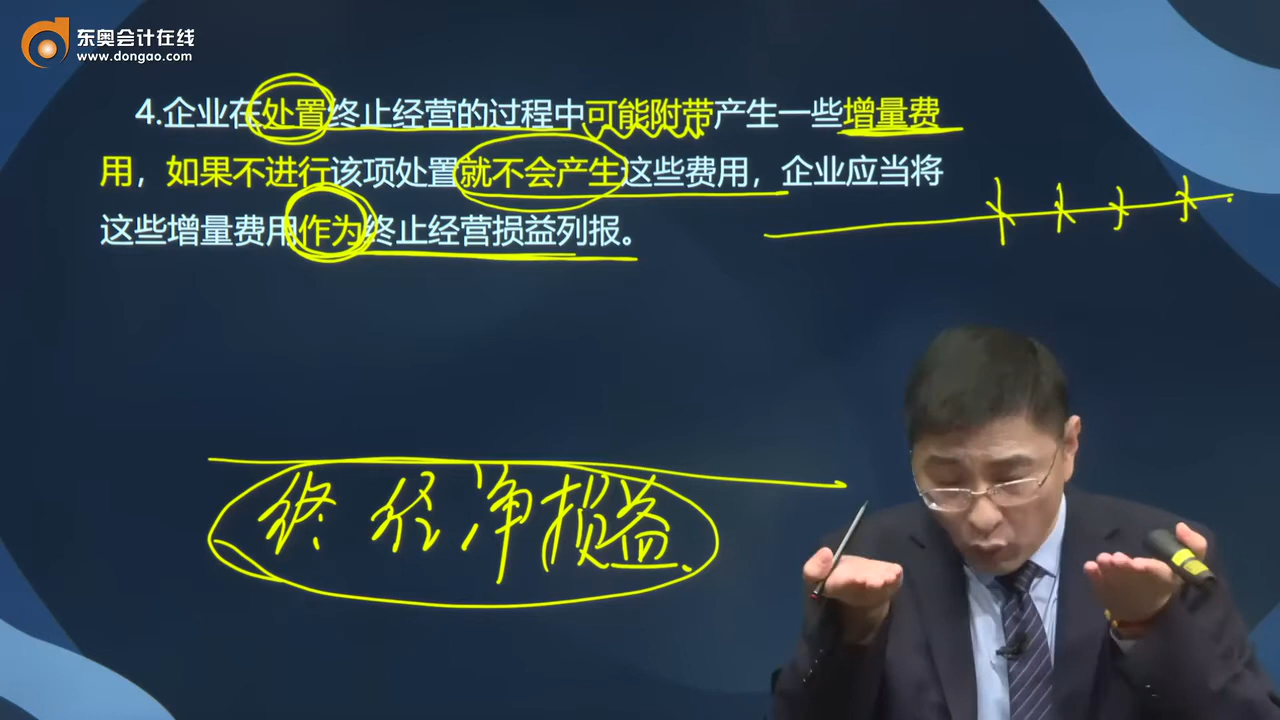 东奥会计在线
www.dongao.com
4.企业在处置终止经营的过程中可能附带产生一些增量费
用，如果不进行该项处置就不会产生这些费用，企业应当将
这些增量费用作为终止经营损益列报。
终 经 净损益.